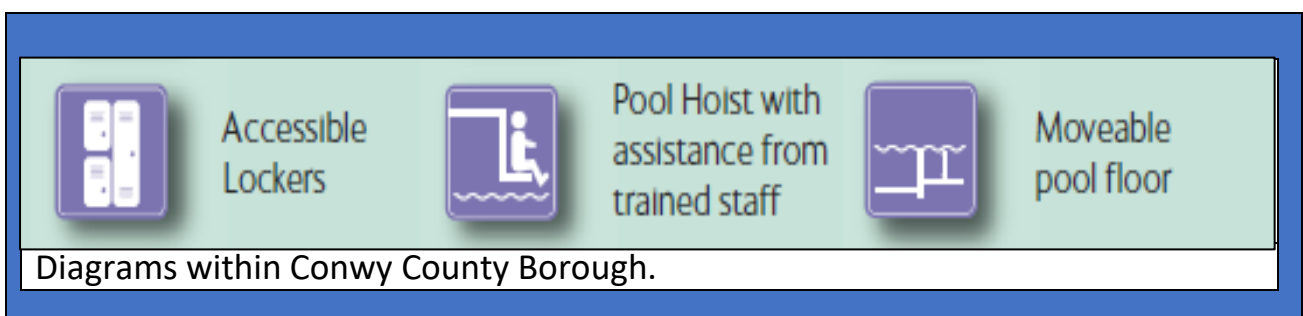 Accessible
Lockers
Pool Hoist with
assistance from
trained staff
Moveable
pool floor
Diagrams within Conwy County Borough.